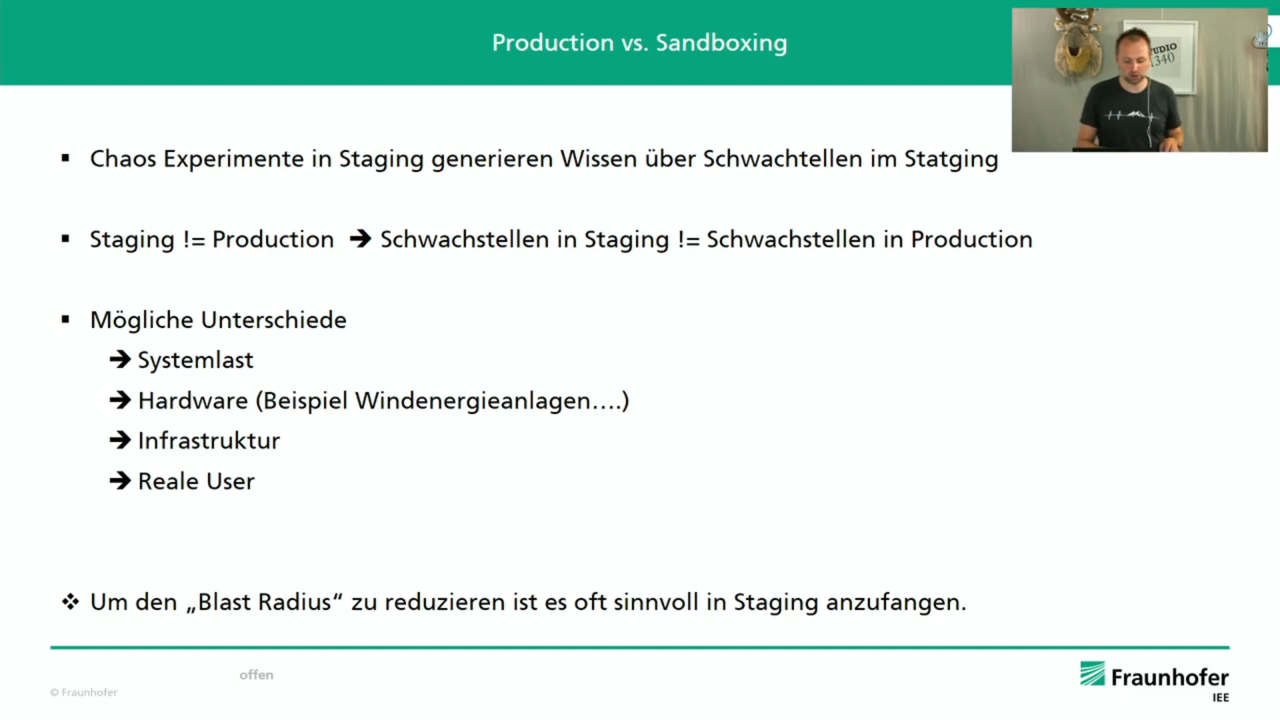 Production vs. Sandboxing
STUDIO
1340
Chaos Experimente in Staging generieren Wissen über Schwachtellen im Statging
Staging != Production ➔ Schwachstellen in Staging != Schwachstellen in Production
Mögliche Unterschiede
➔ Systemlast
➔ Hardware (Beispiel Windenergieanlagen….)
➔ Infrastruktur
➔ Reale User
Um den „Blast Radius“ zu reduzieren ist es oft sinnvoll in Staging anzufangen.
offen
© Fraunhofer
Fraunhofer
IEE